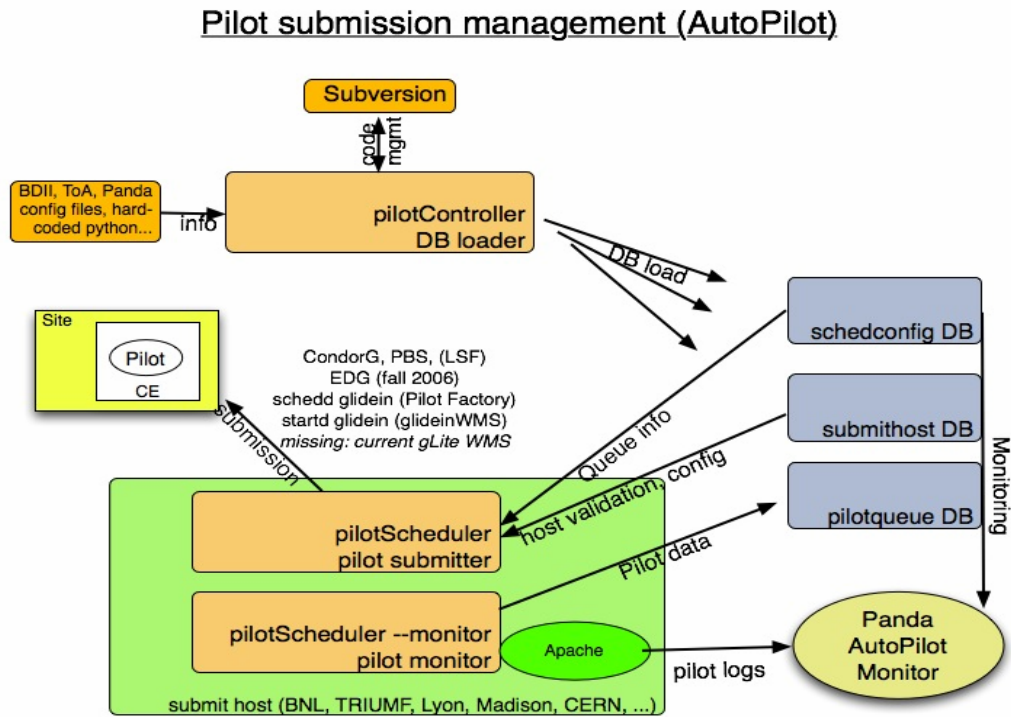 Pilot submission management (AutoPilot)
Subversion
code
mgmt
BDII, ToA, Panda
config files, hard-
coded python...
info
pilotController
DB loader
DB load
Site
Pilot
CE
CondorG, PBS, (LSF)
EDG (fall 2006)
schedd glidein (Pilot Factory)
startd glidein (glideinWMS)
missing: current gLite WMS
submission
schedconfig DB
Queue info
submithost DB
host validation, config
pilotqueue DB
Monitoring
pilotScheduler
pilot submitter
Pilot data
pilotScheduler --monitor
pilot monitor
Apache
pilot logs
Panda
AutoPilot
Monitor
submit host (BNL, TRIUMF, Lyon, Madison, CERN, ...)